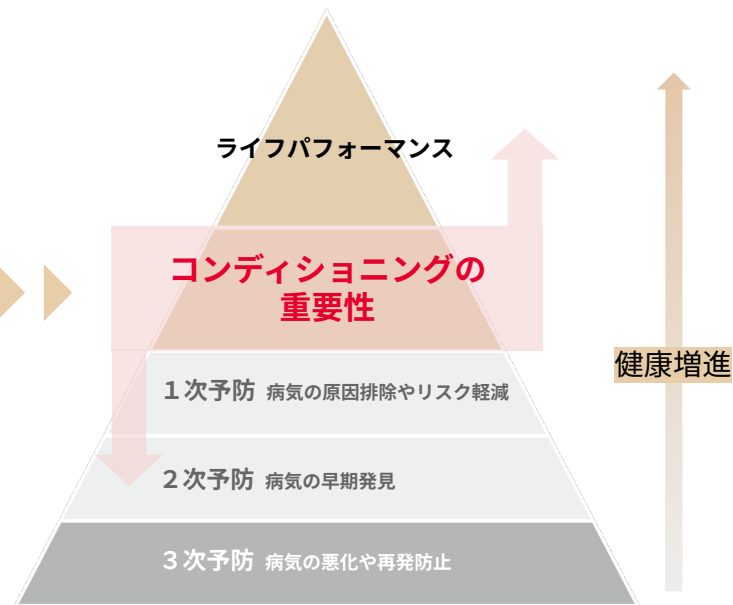 ライフパフォーマンス
コンディショニングの
重要性
健康増進
１次予防 病気の原因排除やリスク軽減
２次予防 病気の早期発見
３次予防 病気の悪化や再発防止